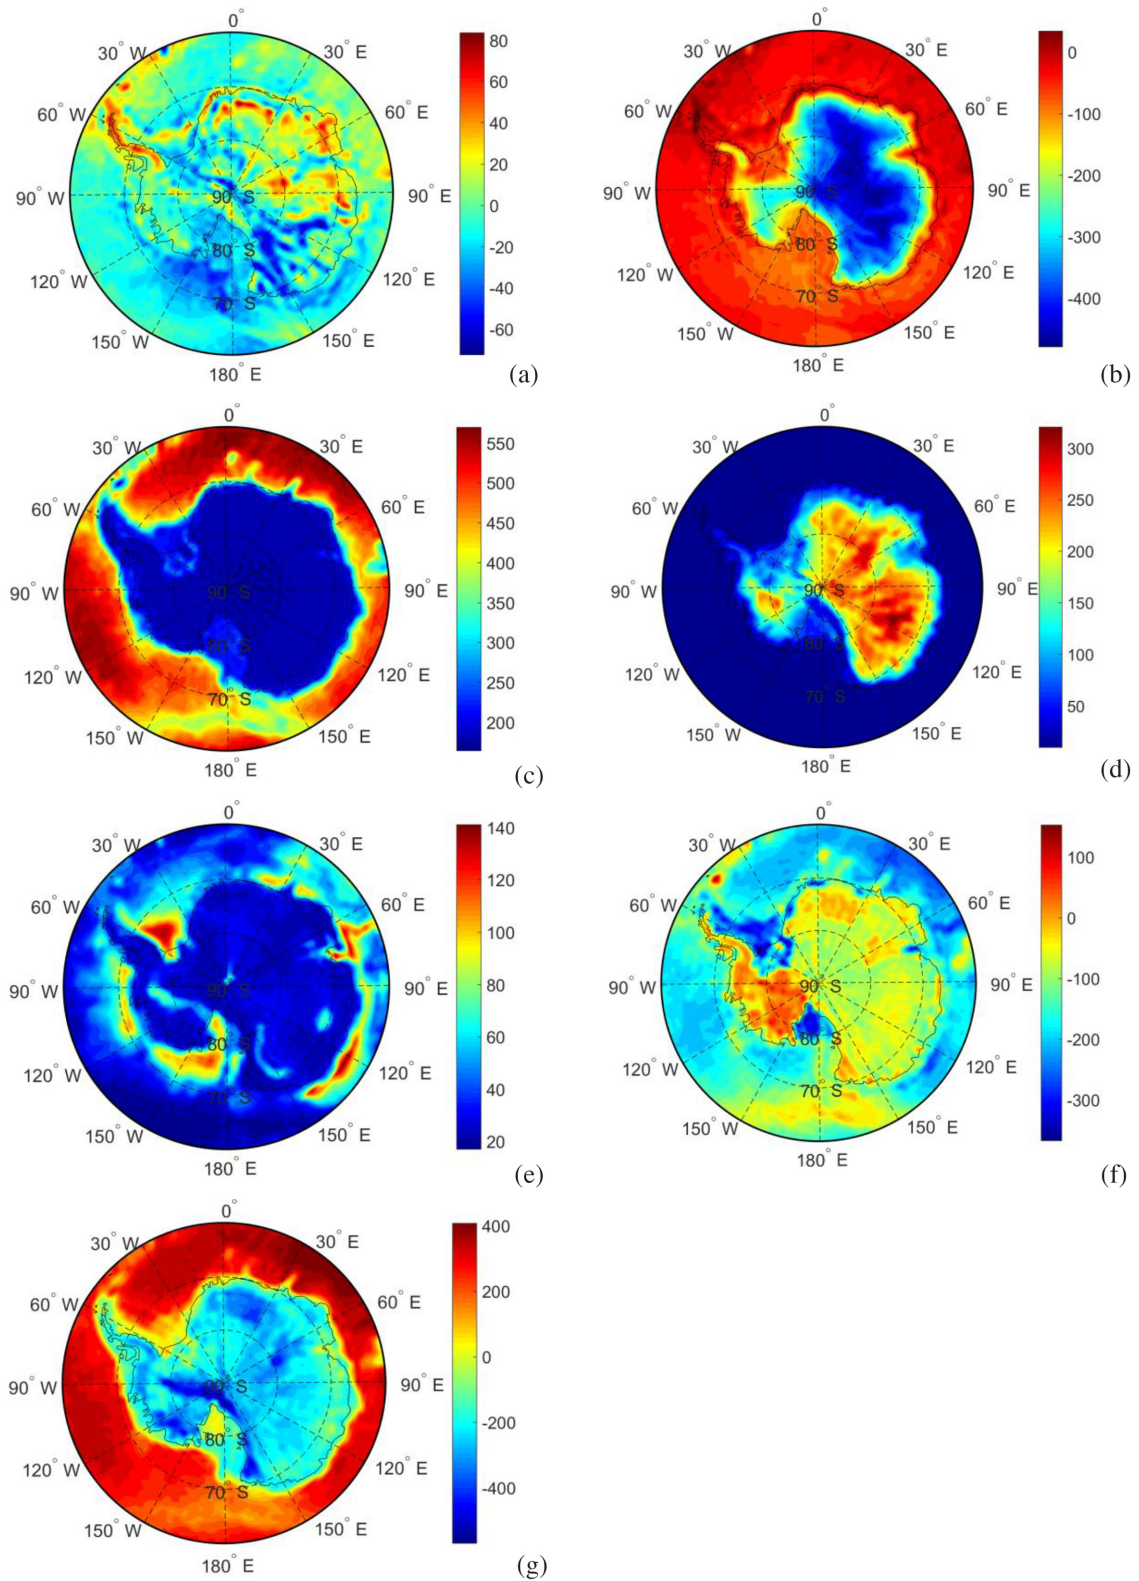 0°
30° W
30° E
60° W
60° E
90° W
90° S
90° E
80° S
120° W
70° S
120° E
150° W
150° E
180° E
80
60
40
20
0
-20
-40
-60
(a)
0°
30° W
30° E
60° W
60° E
90° W
90° S
90° E
80° S
120° W
70° S
120° E
150° W
150° E
180° E
0
-100
-200
-300
-400
(b)
0°
30° W
30° E
60° W
60° E
90° W
90° S
90° E
80° S
120° W
70° S
120° E
150° W
150° E
180° E
550
500
450
400
350
300
250
200
(c)
0°
30° W
30° E
60° W
60° E
90° W
90° S
90° E
80° S
120° W
70° S
120° E
150° W
150° E
180° E
300
250
200
150
100
50
(d)
0°
30° W
30° E
60° W
60° E
90° W
90° S
90° E
80° S
120° W
70° S
120° E
150° W
150° E
180° E
140
120
100
80
60
40
20
(e)
0°
30° W
30° E
60° W
60° E
90° W
90° S
90° E
80° S
120° W
70° S
120° E
150° W
150° E
180° E
100
0
-100
-200
-300
(f)
0°
30° W
30° E
60° W
60° E
90° W
90° S
90° E
80° S
120° W
70° S
120° E
150° W
150° E
180° E
400
200
0
-200
-400
(g)